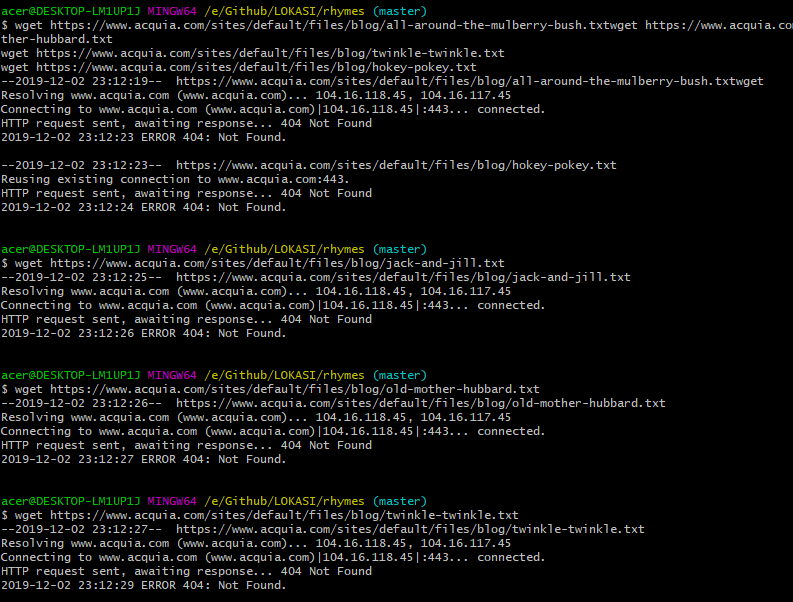 acer@DESKTOP-LM1UP1J MINGW64 /e/Github/LOKASI/rhymes (master)
$ wget https://www.acquia.com/sites/default/files/blog/all-around-the-mulberry-bush.txtwget https://www.acquia.co
ther-hubbard.txt
wget https://www.acquia.com/sites/default/files/blog/twinkle-twinkle.txt
wget https://www.acquia.com/sites/default/files/blog/hokey-pokey.txt
--2019-12-02 23:12:19--  https://www.acquia.com/sites/default/files/blog/all-around-the-mulberry-bush.txtwget
Resolving www.acquia.com (www.acquia.com)... 104.16.118.45, 104.16.117.45
Connecting to www.acquia.com (www.acquia.com)|104.16.118.45|:443... connected.
HTTP request sent, awaiting response... 404 Not Found
2019-12-02 23:12:23 ERROR 404: Not Found.

--2019-12-02 23:12:23--  https://www.acquia.com/sites/default/files/blog/hokey-pokey.txt
Reusing existing connection to www.acquia.com:443.
HTTP request sent, awaiting response... 404 Not Found
2019-12-02 23:12:24 ERROR 404: Not Found.

acer@DESKTOP-LM1UP1J MINGW64 /e/Github/LOKASI/rhymes (master)
$ wget https://www.acquia.com/sites/default/files/blog/jack-and-jill.txt
--2019-12-02 23:12:25--  https://www.acquia.com/sites/default/files/blog/jack-and-jill.txt
Resolving www.acquia.com (www.acquia.com)... 104.16.118.45, 104.16.117.45
Connecting to www.acquia.com (www.acquia.com)|104.16.118.45|:443... connected.
HTTP request sent, awaiting response... 404 Not Found
2019-12-02 23:12:26 ERROR 404: Not Found.

acer@DESKTOP-LM1UP1J MINGW64 /e/Github/LOKASI/rhymes (master)
$ wget https://www.acquia.com/sites/default/files/blog/old-mother-hubbard.txt
--2019-12-02 23:12:26--  https://www.acquia.com/sites/default/files/blog/old-mother-hubbard.txt
Resolving www.acquia.com (www.acquia.com)... 104.16.118.45, 104.16.117.45
Connecting to www.acquia.com (www.acquia.com)|104.16.118.45|:443... connected.
HTTP request sent, awaiting response... 404 Not Found
2019-12-02 23:12:27 ERROR 404: Not Found.

acer@DESKTOP-LM1UP1J MINGW64 /e/Github/LOKASI/rhymes (master)
$ wget https://www.acquia.com/sites/default/files/blog/twinkle-twinkle.txt
--2019-12-02 23:12:27--  https://www.acquia.com/sites/default/files/blog/twinkle-twinkle.txt
Resolving www.acquia.com (www.acquia.com)... 104.16.118.45, 104.16.117.45
Connecting to www.acquia.com (www.acquia.com)|104.16.118.45|:443... connected.
HTTP request sent, awaiting response... 404 Not Found
2019-12-02 23:12:29 ERROR 404: Not Found.